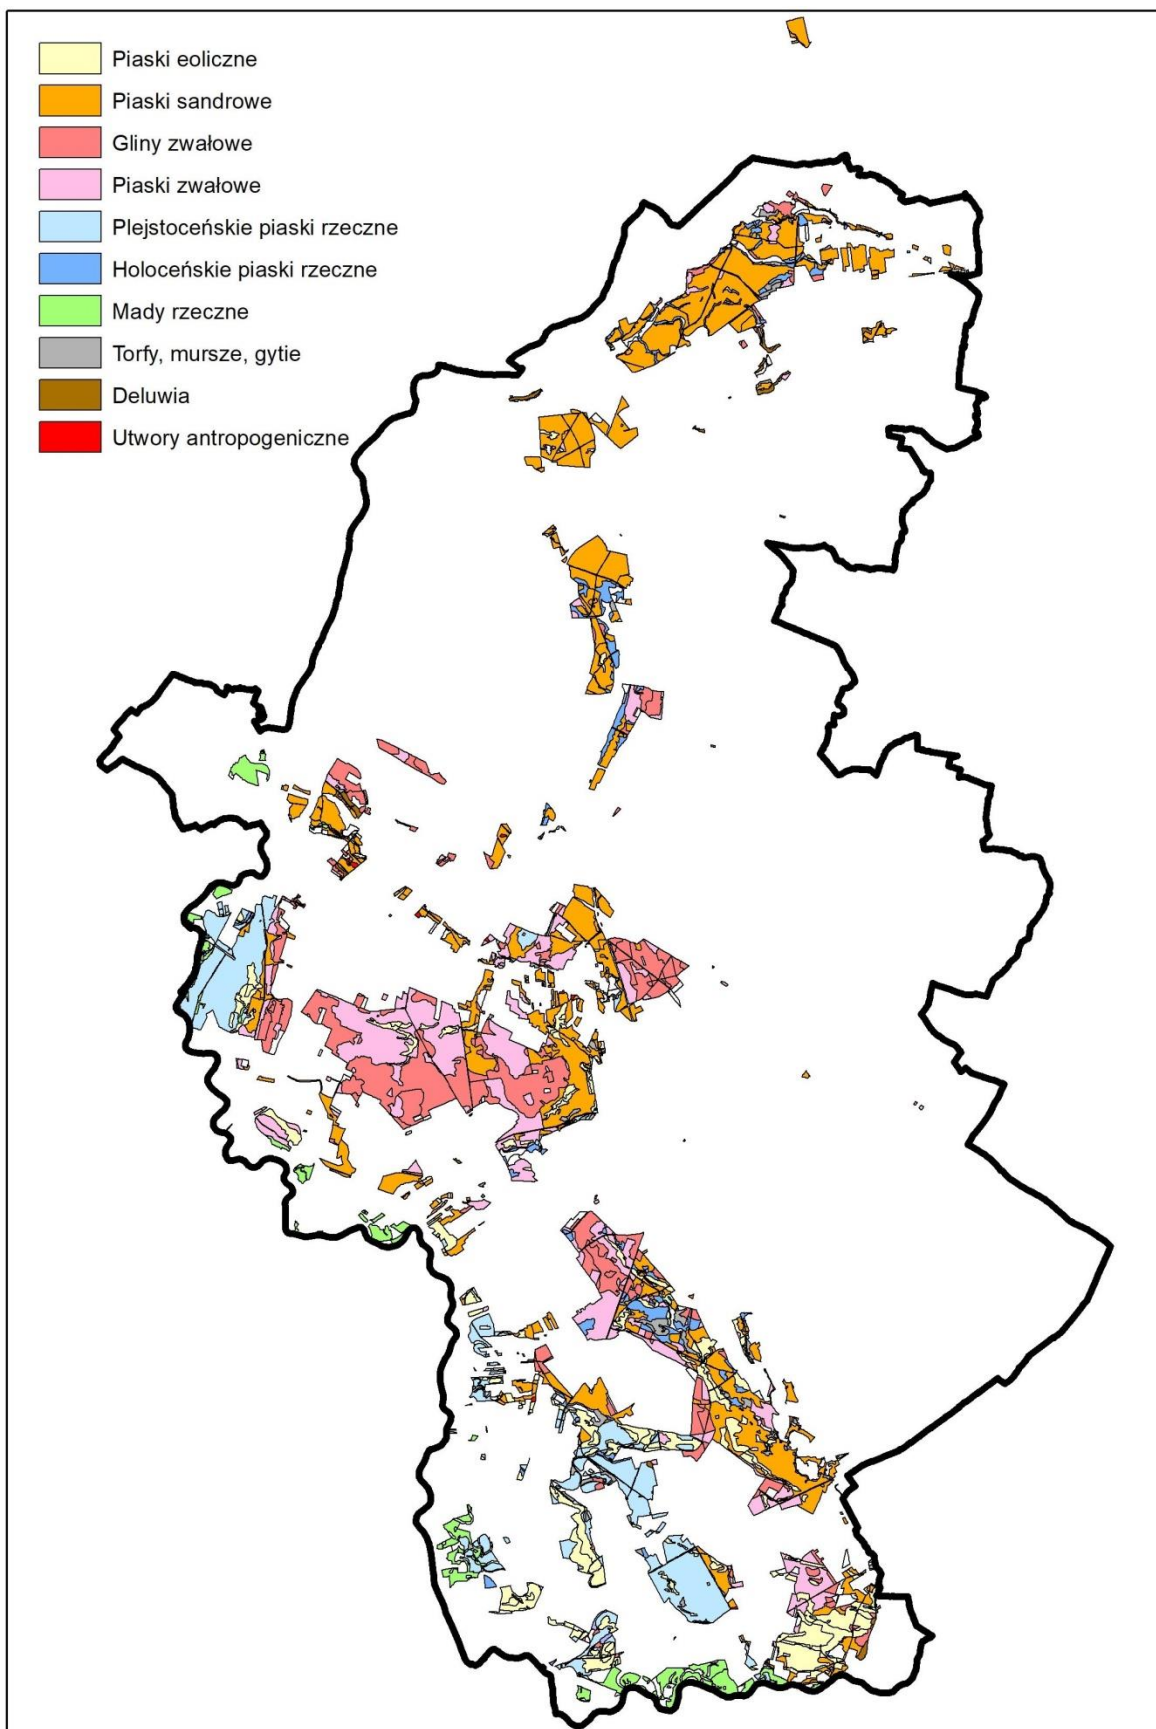 Piaski eoliczne
Piaski sandrowe
Gliny zwałowe
Piaski zwałowe
Plejstoceńskie piaski rzeczne
Holoceńskie piaski rzeczne
Mady rzeczne
Torfy, mursze, gytie
Deluwia
Utwory antropogeniczne